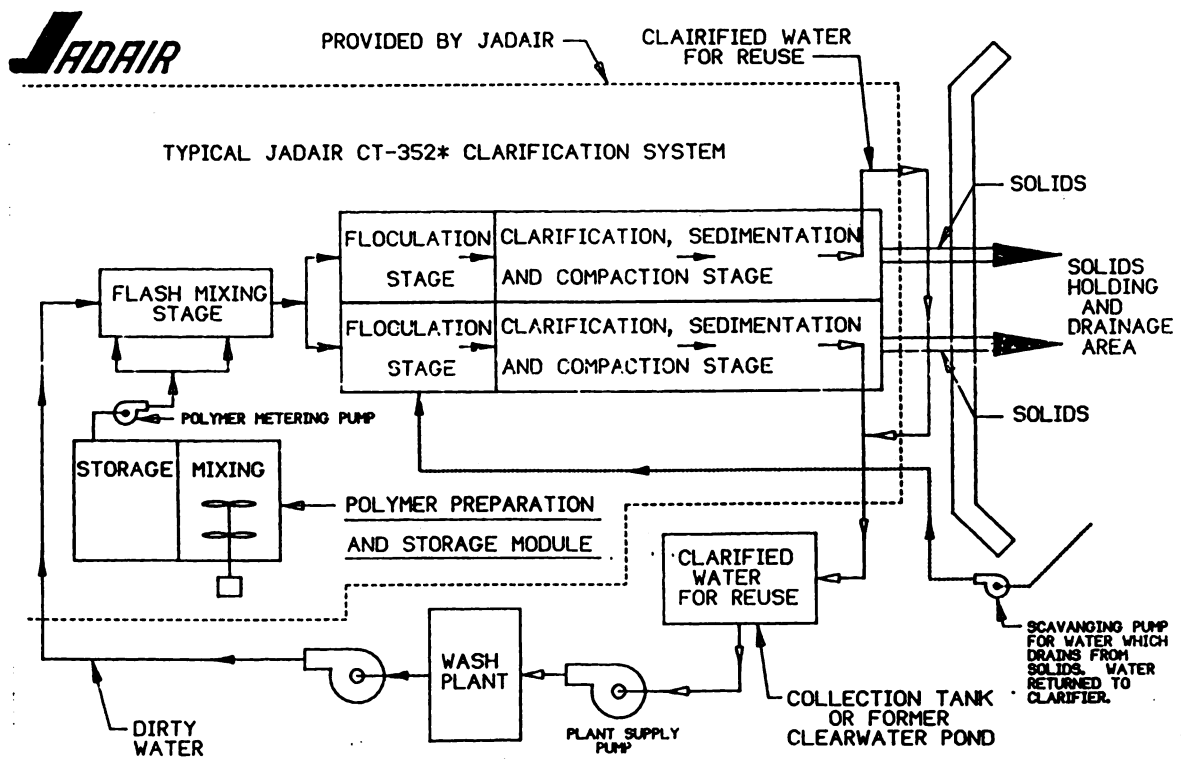 JADAIR
PROVIDED BY JADAIR
CLAIRIFIED WATER
FOR REUSE
TYPICAL JADAIR CT-352* CLARIFICATION SYSTEM
SOLIDS
FLOCULATION
STAGE
CLARIFICATION, SEDIMENTATION
AND COMPACTION STAGE
FLASH MIXING
STAGE
SOLIDS
HOLDING
AND
DRAINAGE
AREA
FLOCULATION
STAGE
CLARIFICATION, SEDIMENTATION
AND COMPACTION STAGE
POLYMER METERING PUMP
SOLIDS
STORAGE
MIXING
POLYMER PREPARATION
AND STORAGE MODULE
CLARIFIED
WATER
FOR REUSE
SCAVANGING PUMP
FOR WATER WHICH
DRAINS FROM
SOLIDS. WATER
RETURNED TO
CLARIFIER.
WASH
PLANT
COLLECTION TANK
OR FORMER
CLEARWATER POND
DIRTY
WATER
PLANT SUPPLY
PUMP